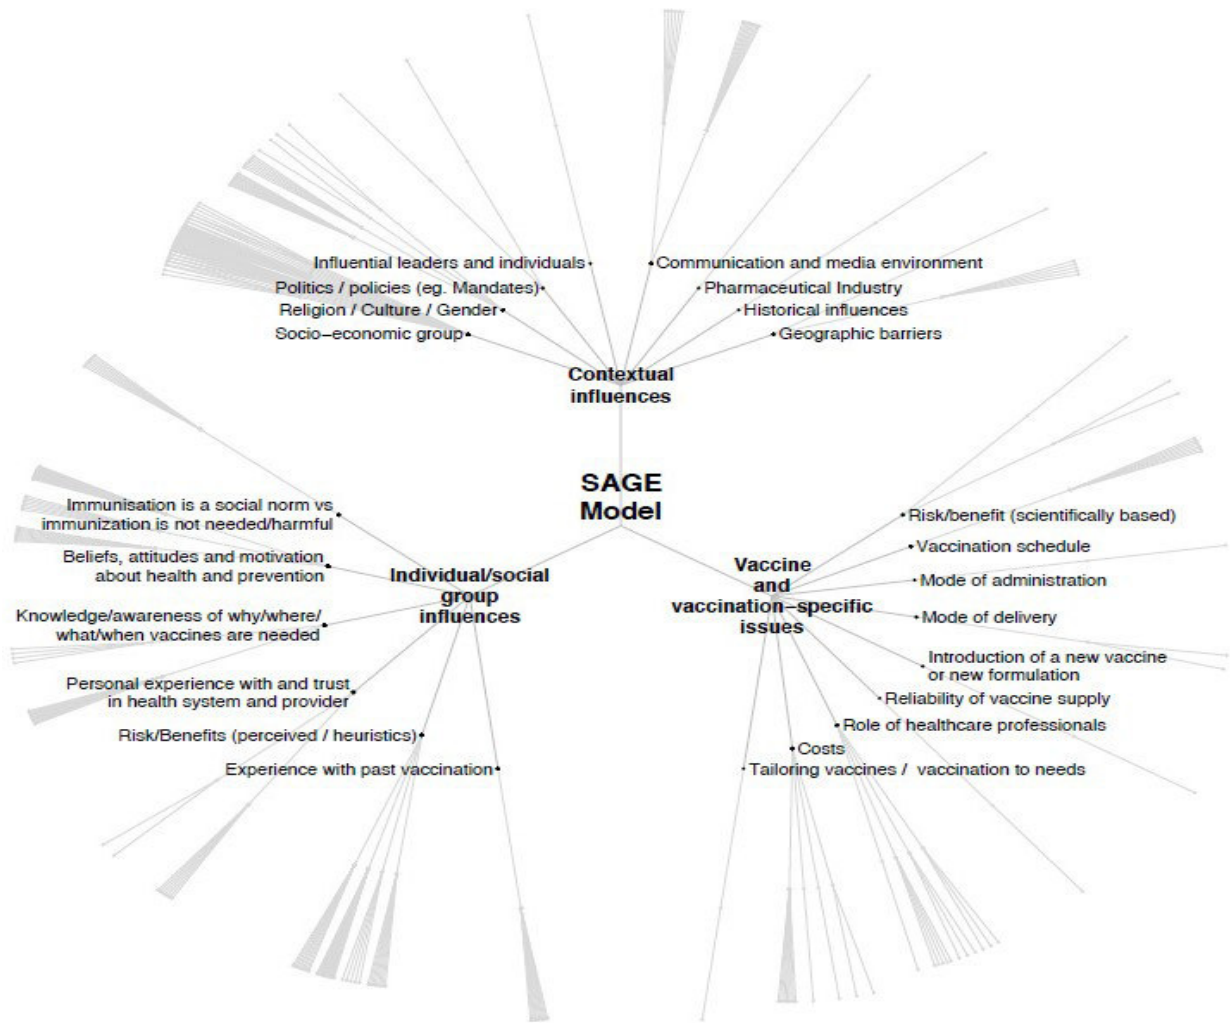 Influential leaders and individuals
Politics / policies (eg. Mandates)
Religion / Culture / Gender
Socio−economic group
Communication and media environment
Pharmaceutical Industry
Historical influences
Geographic barriers
Contextual
influences
SAGE
Model
Immunisation is a social norm vs
immunization is not needed/harmful
Beliefs, attitudes and motivation
about health and prevention
Knowledge/awareness of why/where/
what/when vaccines are needed
Personal experience with and trust
in health system and provider
Risk/Benefits (perceived / heuristics)
Experience with past vaccination
Individual/social
group
influences
Vaccine
and
vaccination−specific
issues
Risk/benefit (scientifically based)
Vaccination schedule
Mode of administration
Mode of delivery
Introduction of a new vaccine
or new formulation
Reliability of vaccine supply
Role of healthcare professionals
Costs
Tailoring vaccines / vaccination to needs